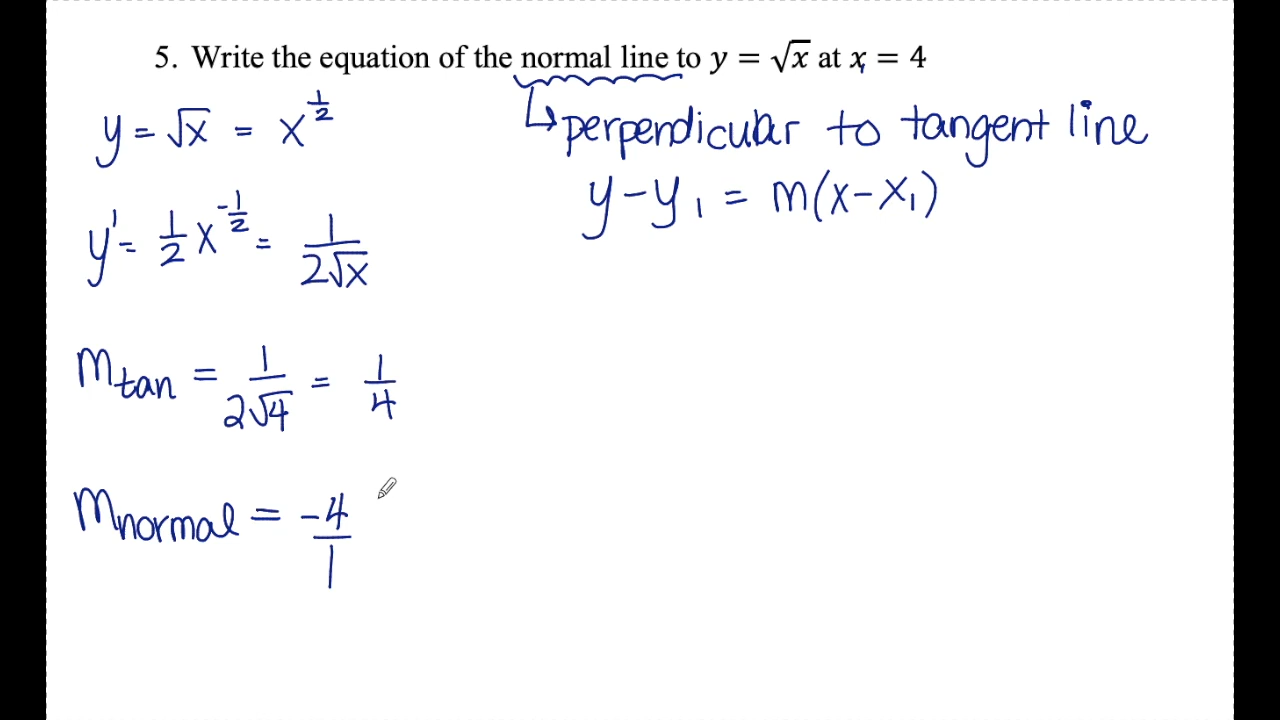 5. Write the equation of the normal line to y = √x at x₁ = 4
y = √x = x^(1/2)
↳ perpendicular to tangent line
y − y₁ = m(x − x₁)
y' = 1/2 x^(-1/2) = 1/(2√x)
m_tan = 1/(2√4) = 1/4
m_normal = -4/1